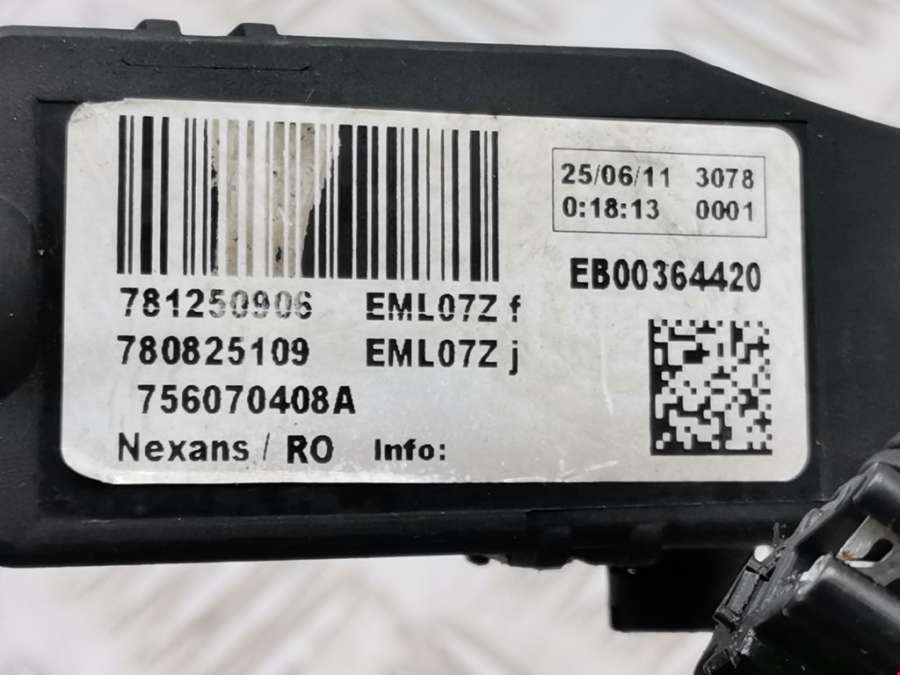 25/06/11 3078
0:18:13 0001
EB00364420
781250906 EML07Z f
780825109 EML07Z j
756070408A
Nexans / RO Info: